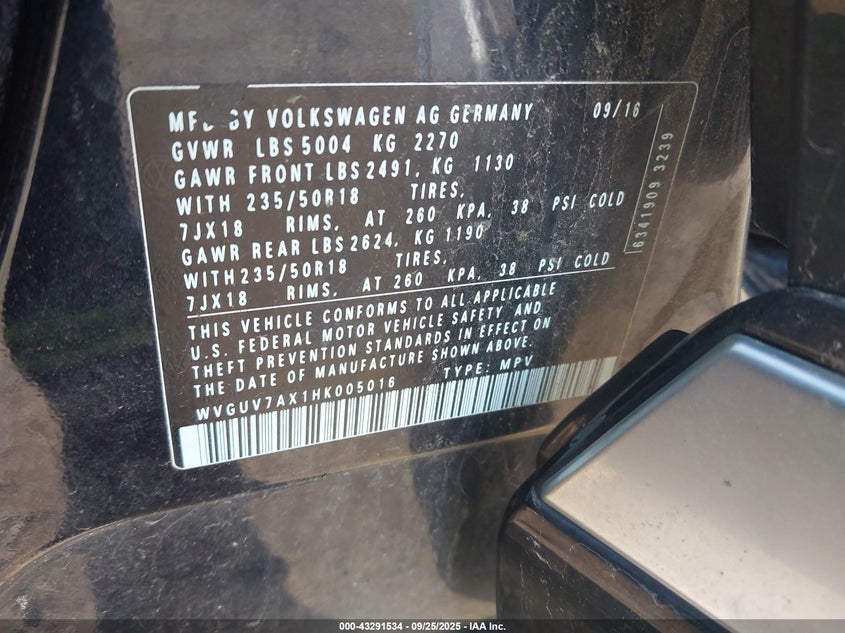 MFD BY VOLKSWAGEN AG GERMANY 09/16
GVWR LBS 5004 KG 2270
GAWR FRONT LBS 2491, KG 1130
WITH 235/50R18 TIRES,
7JX18 RIMS, AT 260 KPA, 38 PSI COLD
GAWR REAR LBS 2624, KG 1190
WITH 235/50R18 TIRES,
7JX18 RIMS, AT 260 KPA, 38 PSI COLD
6341909 3239
THIS VEHICLE CONFORMS TO ALL APPLICABLE
U.S. FEDERAL MOTOR VEHICLE SAFETY AND
THEFT PREVENTION STANDARDS IN EFFECT ON
THE DATE OF MANUFACTURE SHOWN ABOVE.
WVGUV7AX1HK005016 TYPE: MPV
000-43291534 - 09/25/2025 - IAA Inc.